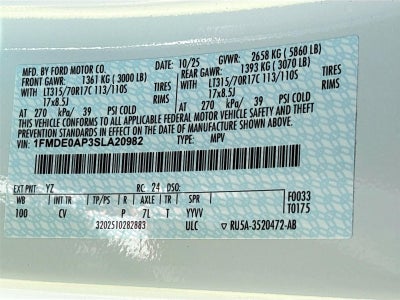 MFD. BY FORD MOTOR CO.
10/25 GVWR: 2658 KG (5860 LB)
FRONT GAWR: 1361 KG (3000 LB) REAR GAWR: 1393 KG (3070 LB)
WITH LT315/70R17C 113/110S TIRES WITH LT315/70R17C 113/110S TIRES
17x8.5J RIMS 17x8.5J RIMS
AT 270 kPa/ 39 PSI COLD AT 270 kPa/ 39 PSI COLD
THIS VEHICLE CONFORMS TO ALL APPLICABLE FEDERAL MOTOR VEHICLE SAFETY AND THEFT
PREVENTION STANDARDS IN EFFECT ON THE DATE OF MANUFACTURE SHOWN ABOVE.
VIN: 1FMDE0AP3SLA20982 TYPE: MPV
EXT PNT: YZ RC: 24 DSO:
WB INT TR TP/PS R AXLE TR SPR F0033
100 CV P 7L T YYVV T0175
3202510282883 ULC RU5A-3520472-AB